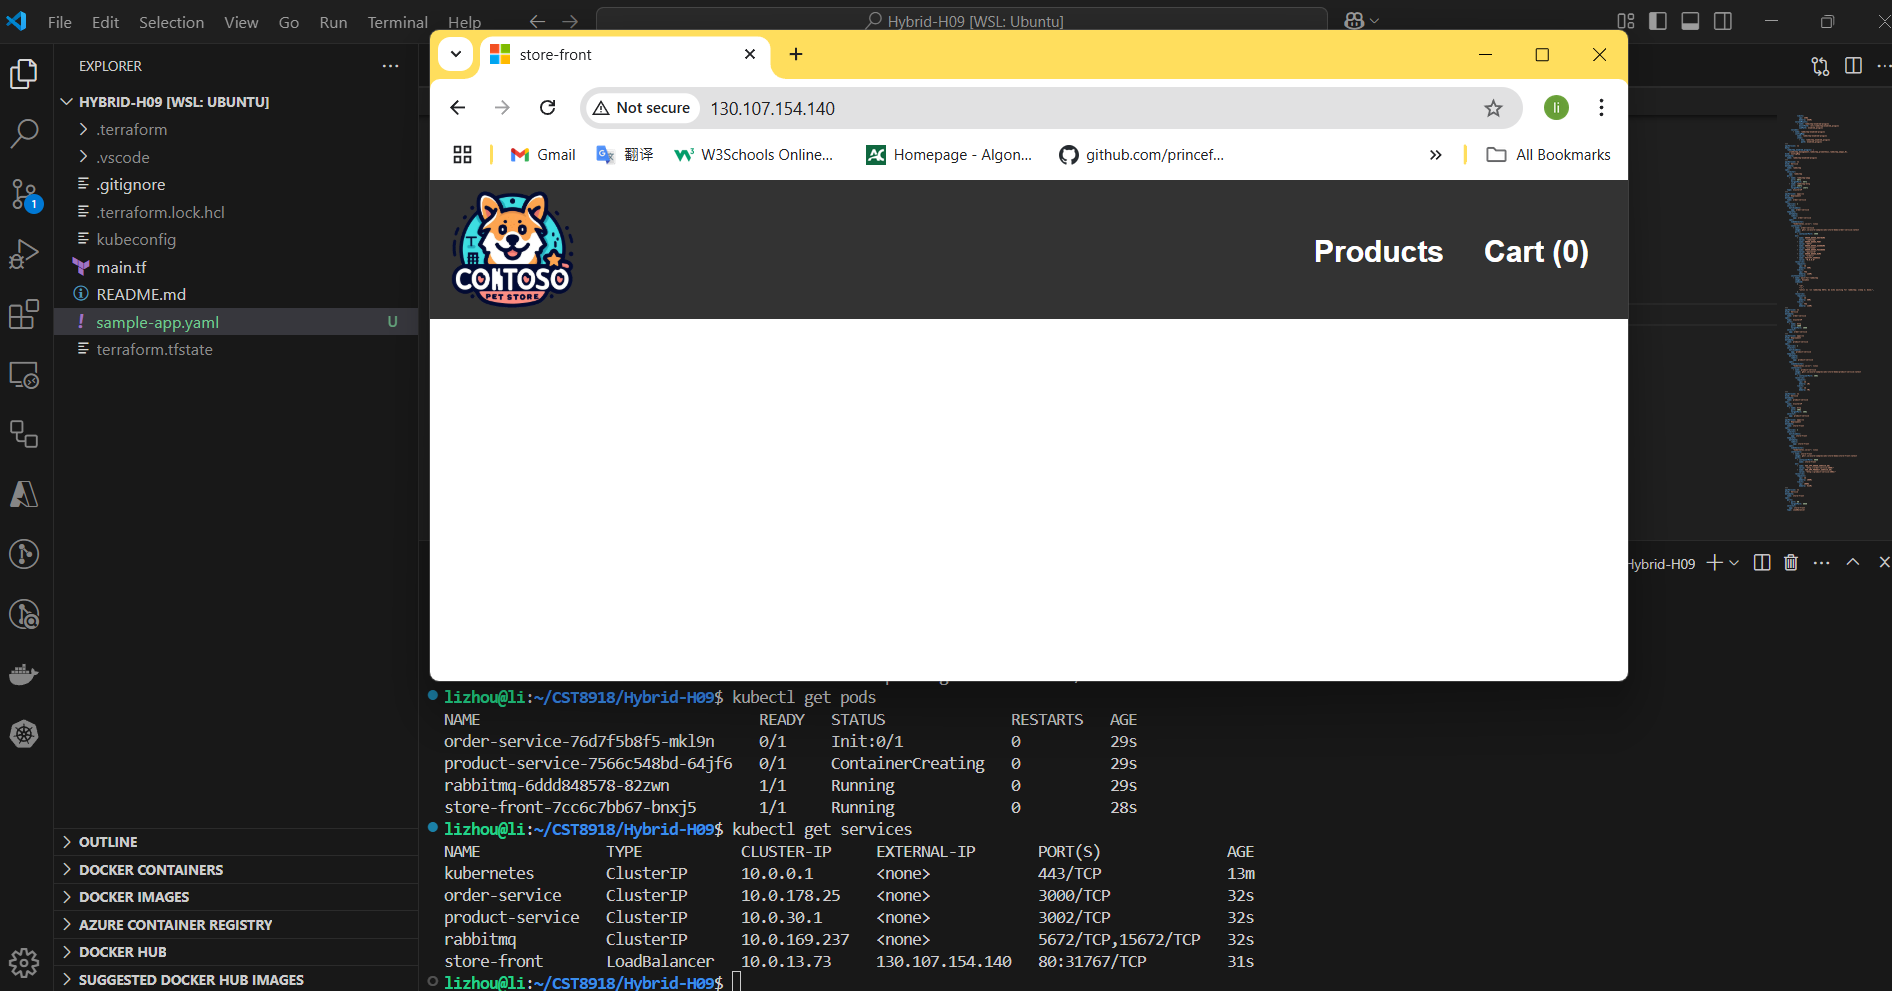 File Edit Selection View Go Run Terminal Help
Hybrid-H09 [WSL: Ubuntu]
EXPLORER
HYBRID-H09 [WSL: UBUNTU]
.terraform
.vscode
.gitignore
.terraform.lock.hcl
kubeconfig
main.tf
README.md
sample-app.yaml U
terraform.tfstate
1
OUTLINE
DOCKER CONTAINERS
DOCKER IMAGES
AZURE CONTAINER REGISTRY
DOCKER HUB
SUGGESTED DOCKER HUB IMAGES
store-front
Not secure 130.107.154.140
li
Gmail 翻译 W3Schools Online... Homepage - Algon... github.com/princef... All Bookmarks
CONTOSO
PET STORE
Products Cart (0)
Hybrid-H09
lizhou@li:~/CST8918/Hybrid-H09$ kubectl get pods
NAME READY STATUS RESTARTS AGE
order-service-76d7f5b8f5-mkl9n 0/1 Init:0/1 0 29s
product-service-7566c548bd-64jf6 0/1 ContainerCreating 0 29s
rabbitmq-6ddd848578-82zwn 1/1 Running 0 29s
store-front-7cc6c7bb67-bnxj5 1/1 Running 0 28s
lizhou@li:~/CST8918/Hybrid-H09$ kubectl get services
NAME TYPE CLUSTER-IP EXTERNAL-IP PORT(S) AGE
kubernetes ClusterIP 10.0.0.1 <none> 443/TCP 13m
order-service ClusterIP 10.0.178.25 <none> 3000/TCP 32s
product-service ClusterIP 10.0.30.1 <none> 3002/TCP 32s
rabbitmq ClusterIP 10.0.169.237 <none> 5672/TCP,15672/TCP 32s
store-front LoadBalancer 10.0.13.73 130.107.154.140 80:31767/TCP 31s
lizhou@li:~/CST8918/Hybrid-H09$